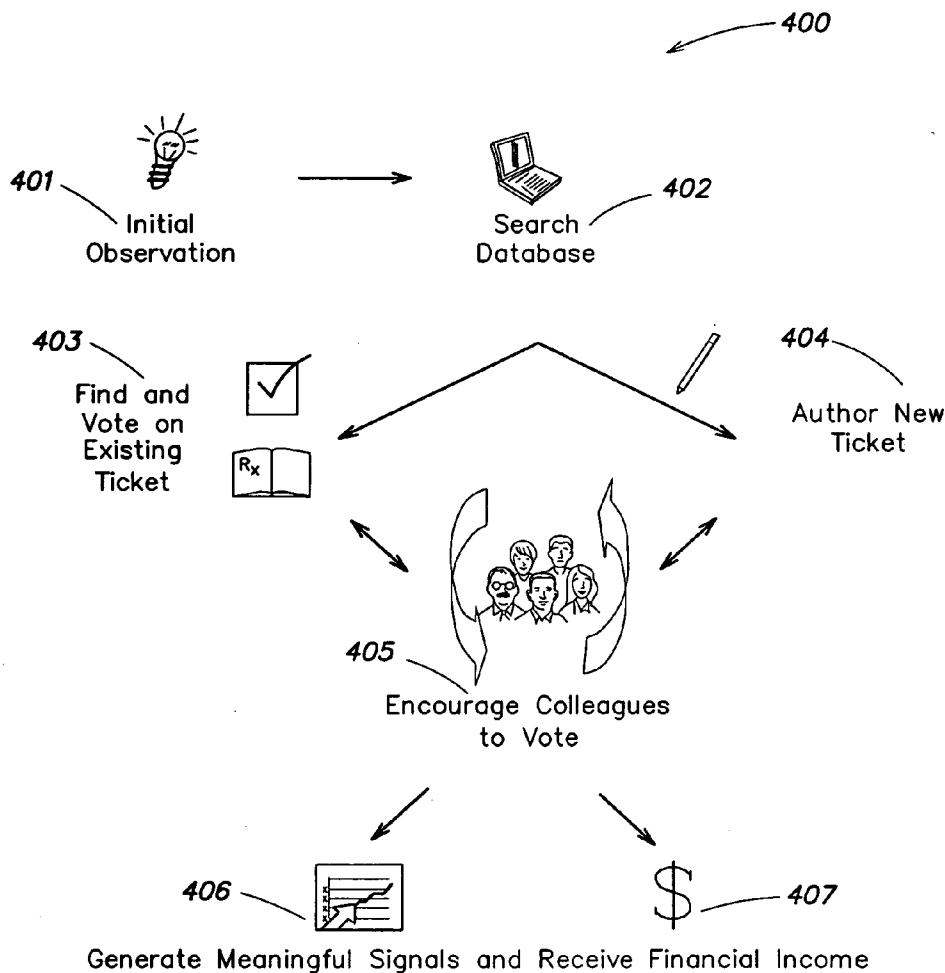 400
401
Initial
Observation
402
Search
Database
403
Find and
Vote on
Existing
Ticket
Rx
404
Author New
Ticket
405
Encourage Colleagues
to Vote
406
$
407
Generate Meaningful Signals and Receive Financial Income